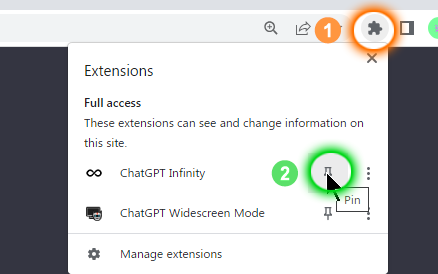 1
Extensions
Full access
These extensions can see and change information on
this site.
ChatGPT Infinity
2
Pin
ChatGPT Widescreen Mode
Manage extensions